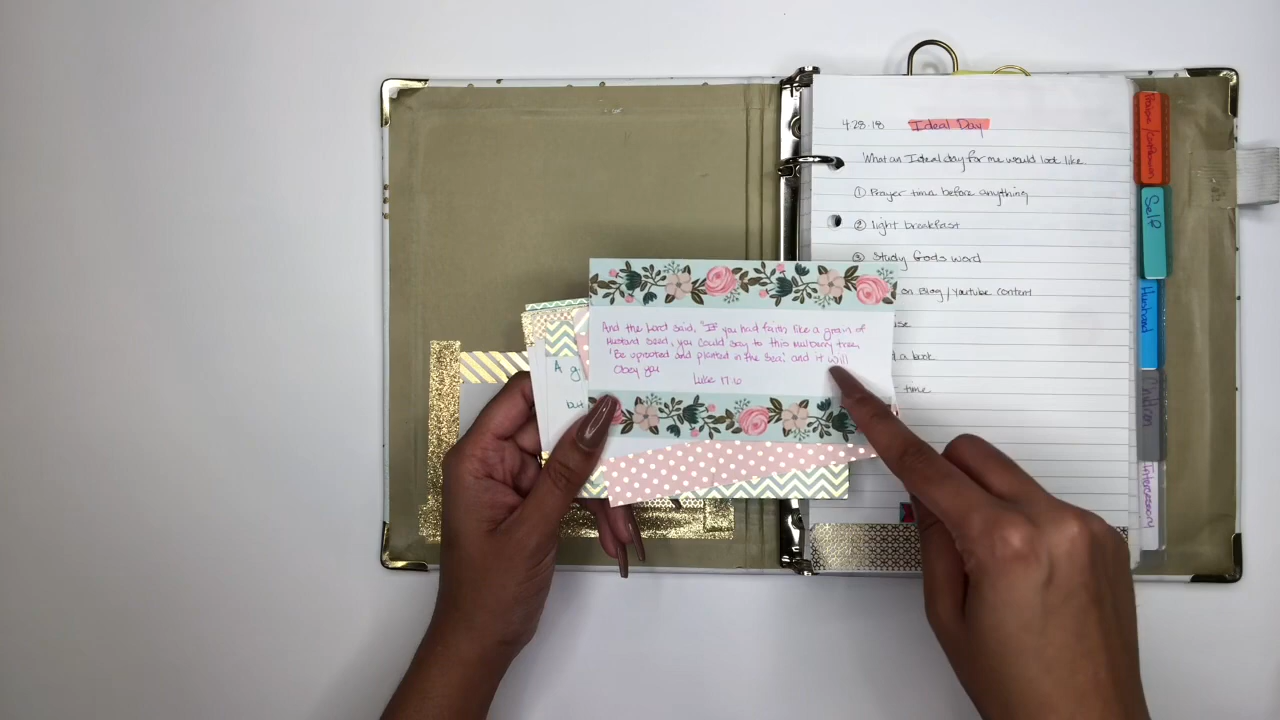 4.28.18 Ideal Day
What an Ideal day for me would look like
① Prayer time before anything
② light breakfast
③ Study Gods word
on Blog/Youtube content
ise
d a book
time
And the Lord said, "If you had faith like a grain of
Mustard seed, you could say to this Mulberry tree,
'Be uprooted and planted in the Sea;' and it will
Obey you
Luke 17:6
A g
but
Self
Husband
Children
Intercessory